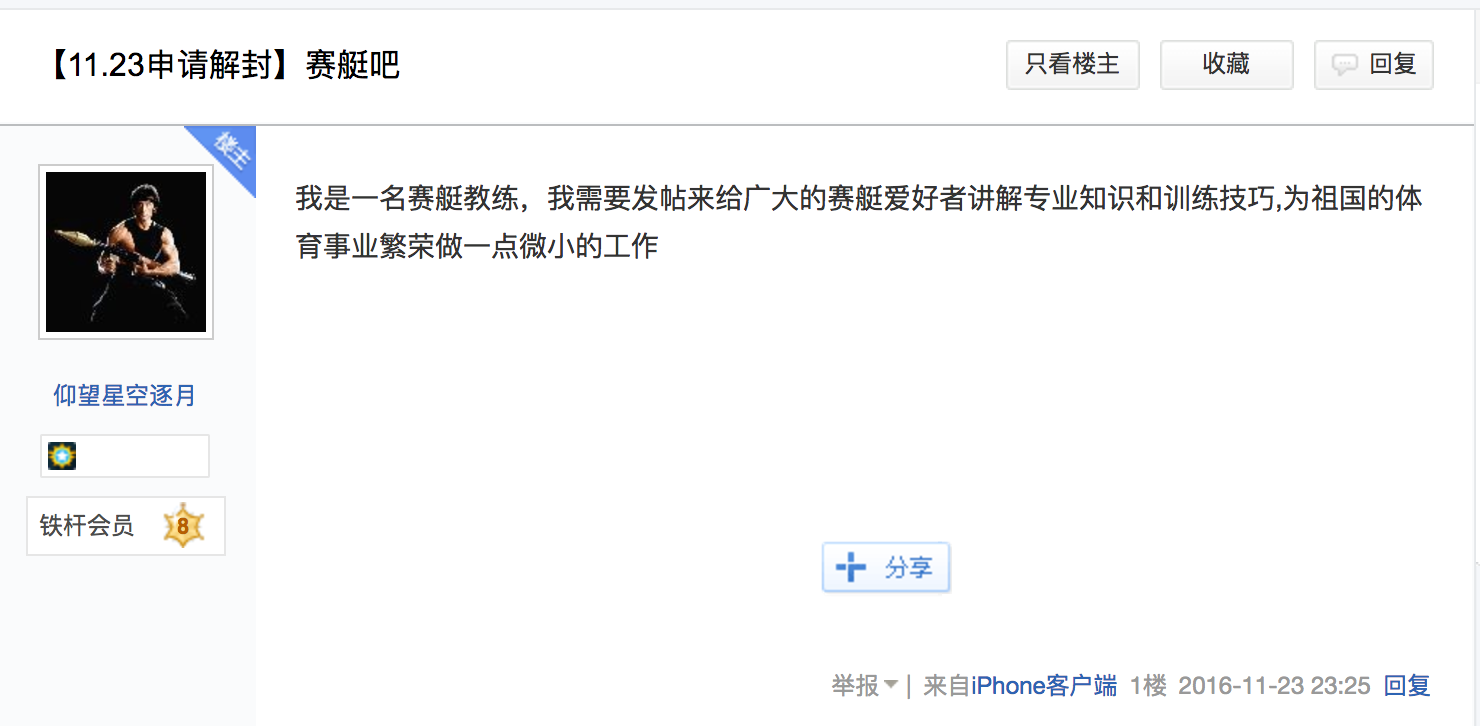 【11.23申请解封】赛艇吧
只看楼主
收藏
回复
楼主
我是一名赛艇教练，我需要发帖来给广大的赛艇爱好者讲解专业知识和训练技巧,为祖国的体
育事业繁荣做一点微小的工作
仰望星空逐月
铁杆会员 8
分享
举报 | 来自iPhone客户端 1楼 2016-11-23 23:25 回复